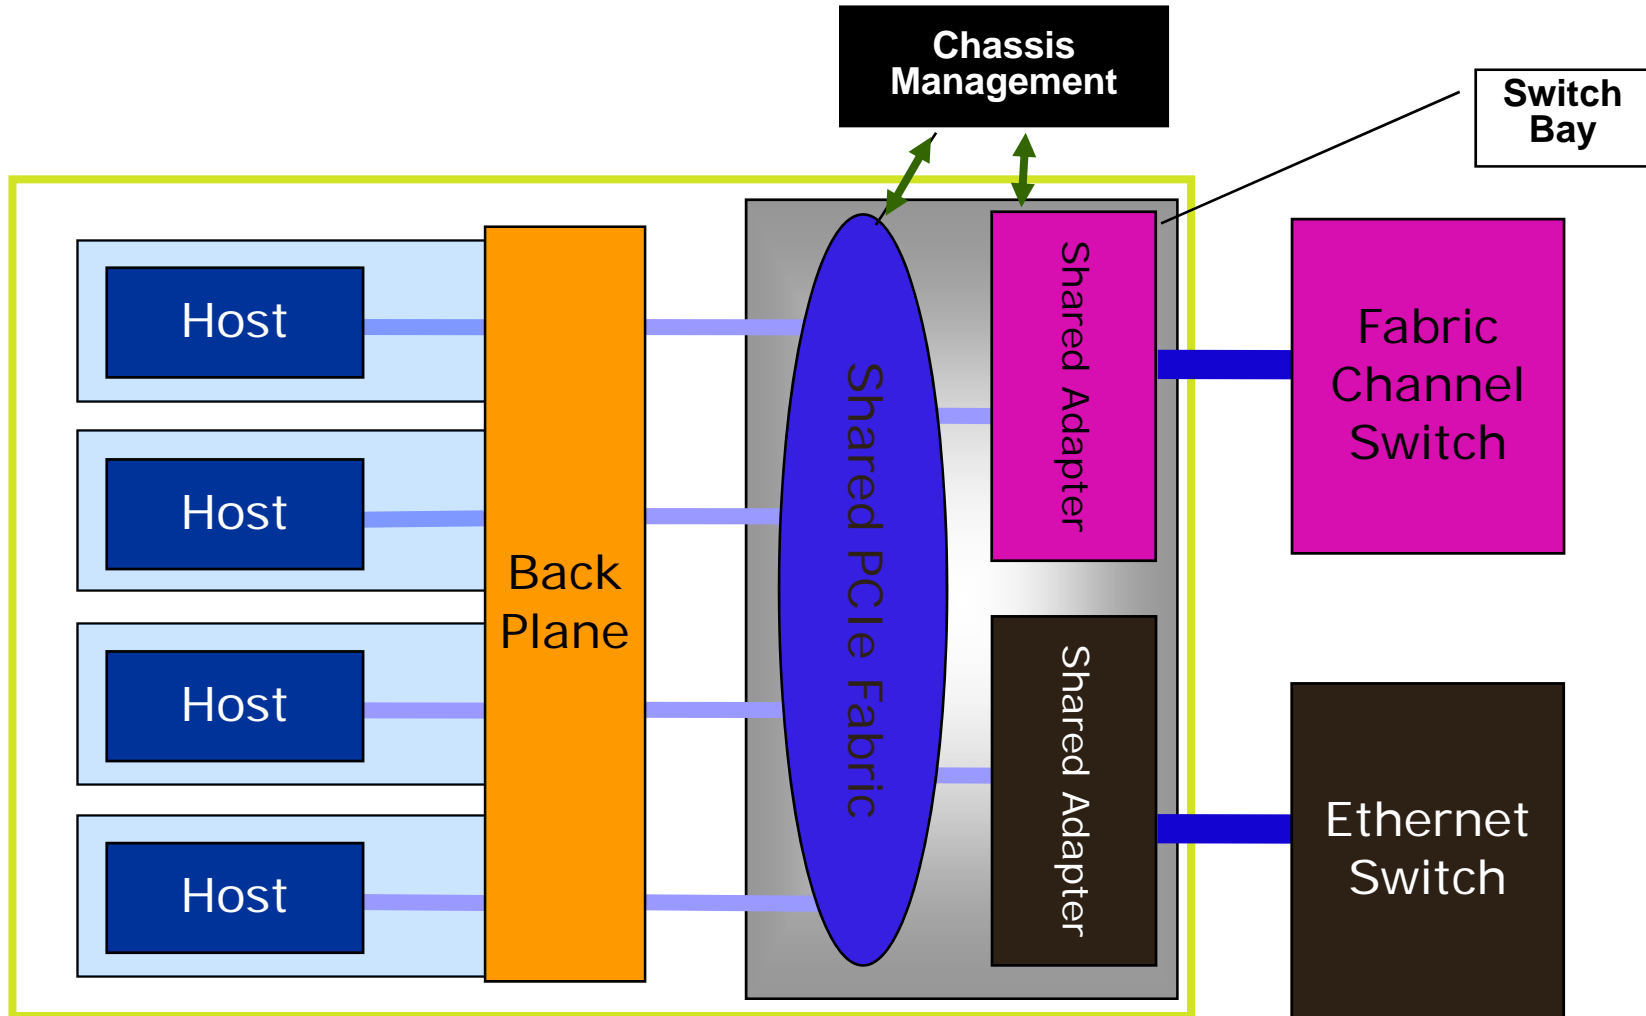 Chassis
Management
Switch
Bay
Host
Host
Host
Host
Back
Plane
Shared PCIe Fabric
Shared Adapter
Shared Adapter
Fabric
Channel
Switch
Ethernet
Switch